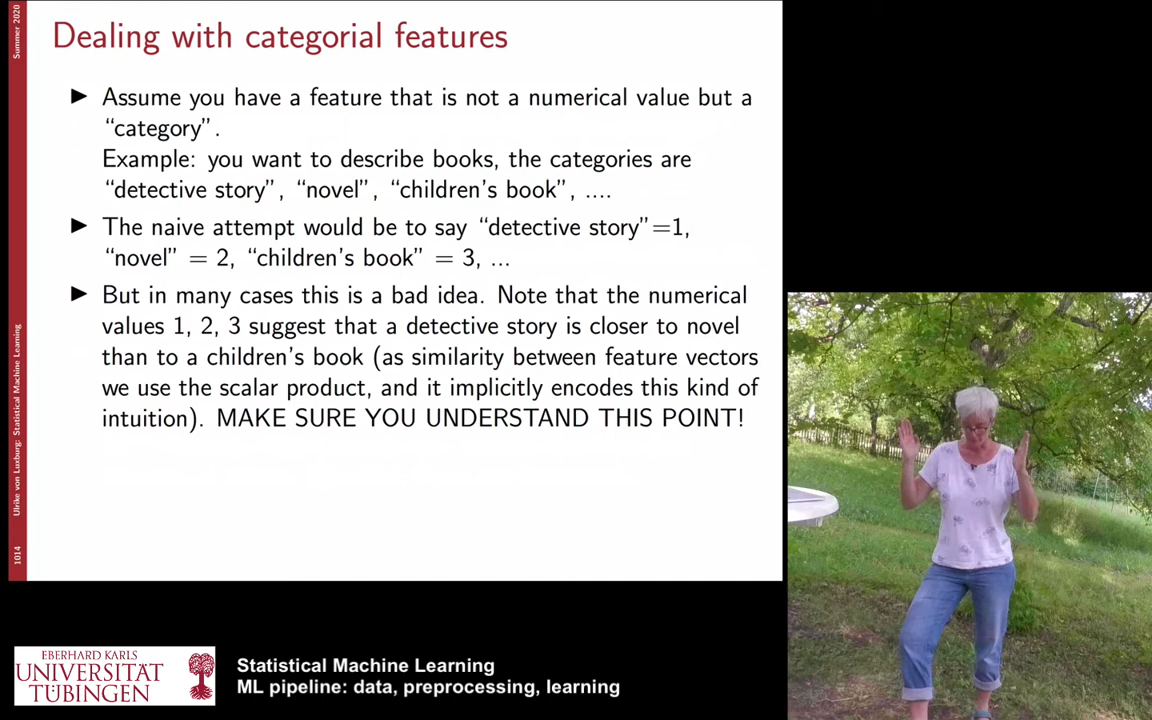 Dealing with categorial features
► Assume you have a feature that is not a numerical value but a
“category”.
Example: you want to describe books, the categories are
“detective story”, “novel”, “children’s book”, ....
► The naive attempt would be to say “detective story”=1,
“novel” = 2, “children’s book” = 3, ...
► But in many cases this is a bad idea. Note that the numerical
values 1, 2, 3 suggest that a detective story is closer to novel
than to a children’s book (as similarity between feature vectors
we use the scalar product, and it implicitly encodes this kind of
intuition). MAKE SURE YOU UNDERSTAND THIS POINT!
Summer 2020
Ulrike von Luxburg: Statistical Machine Learning
1014
EBERHARD KARLS
UNIVERSITÄT
TÜBINGEN
Statistical Machine Learning
ML pipeline: data, preprocessing, learning